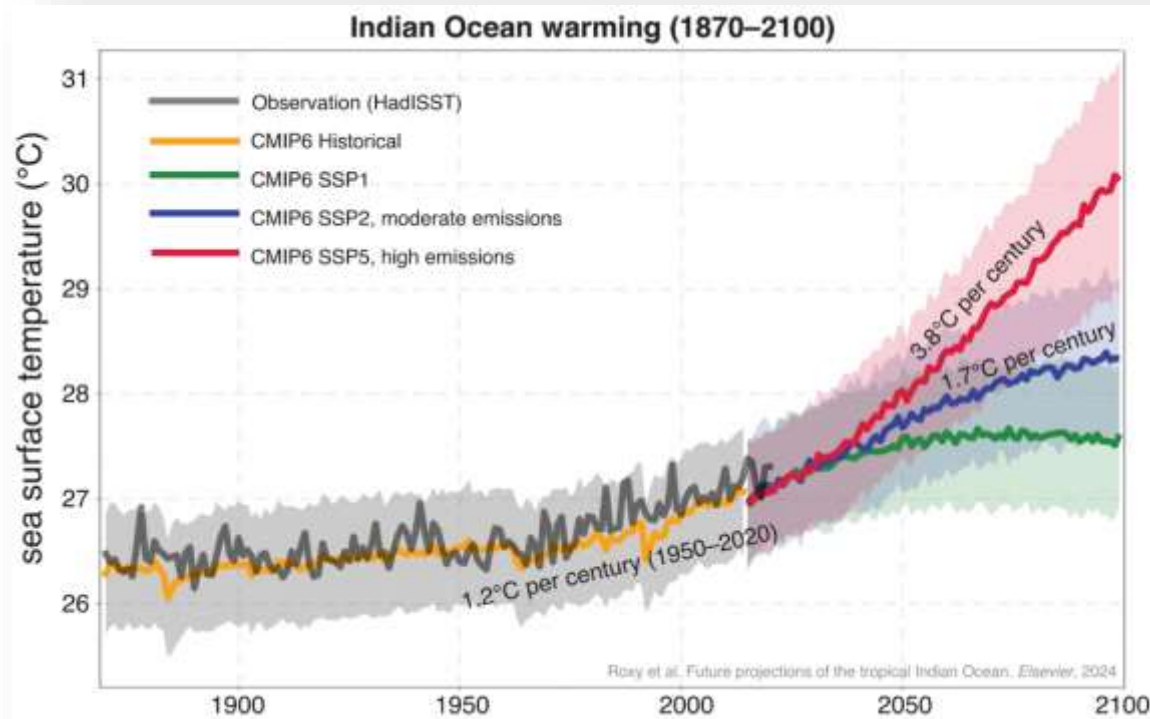 Indian Ocean warming (1870–2100)
sea surface temperature (°C)
31
30
29
28
27
26
Observation (HadISST)
CMIP6 Historical
CMIP6 SSP1
CMIP6 SSP2, moderate emissions
CMIP6 SSP5, high emissions
3.8°C per century
1.7°C per century
1.2°C per century (1950–2020)
Roxy et al. Future projections of the tropical Indian Ocean. Elsevier, 2024
1900
1950
2000
2050
2100